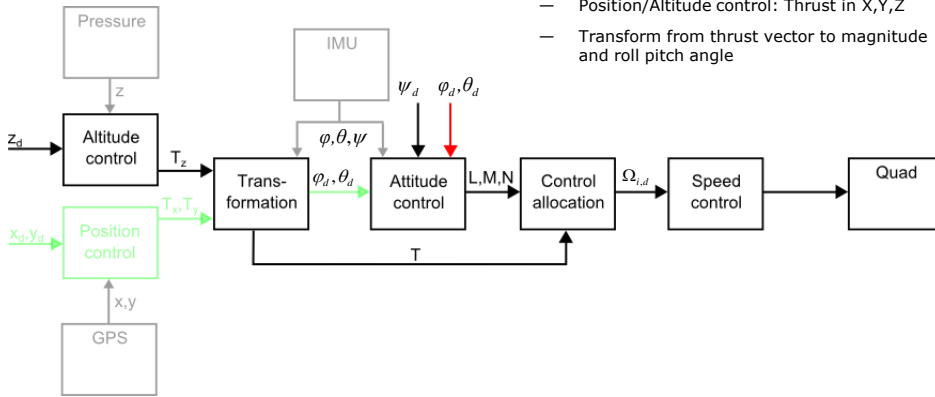 — Position/Altitude control: Thrust in X,Y,Z
— Transform from thrust vector to magnitude
and roll pitch angle
Pressure
IMU
z
ψd
φd,θd
zd
Altitude
control
φ,θ,ψ
Tz
Trans-
formation
φd,θd
Attitude
control
L,M,N
Control
allocation
Ωi,d
Speed
control
Quad
Tx,Ty
xd,yd
Position
control
T
x,y
GPS